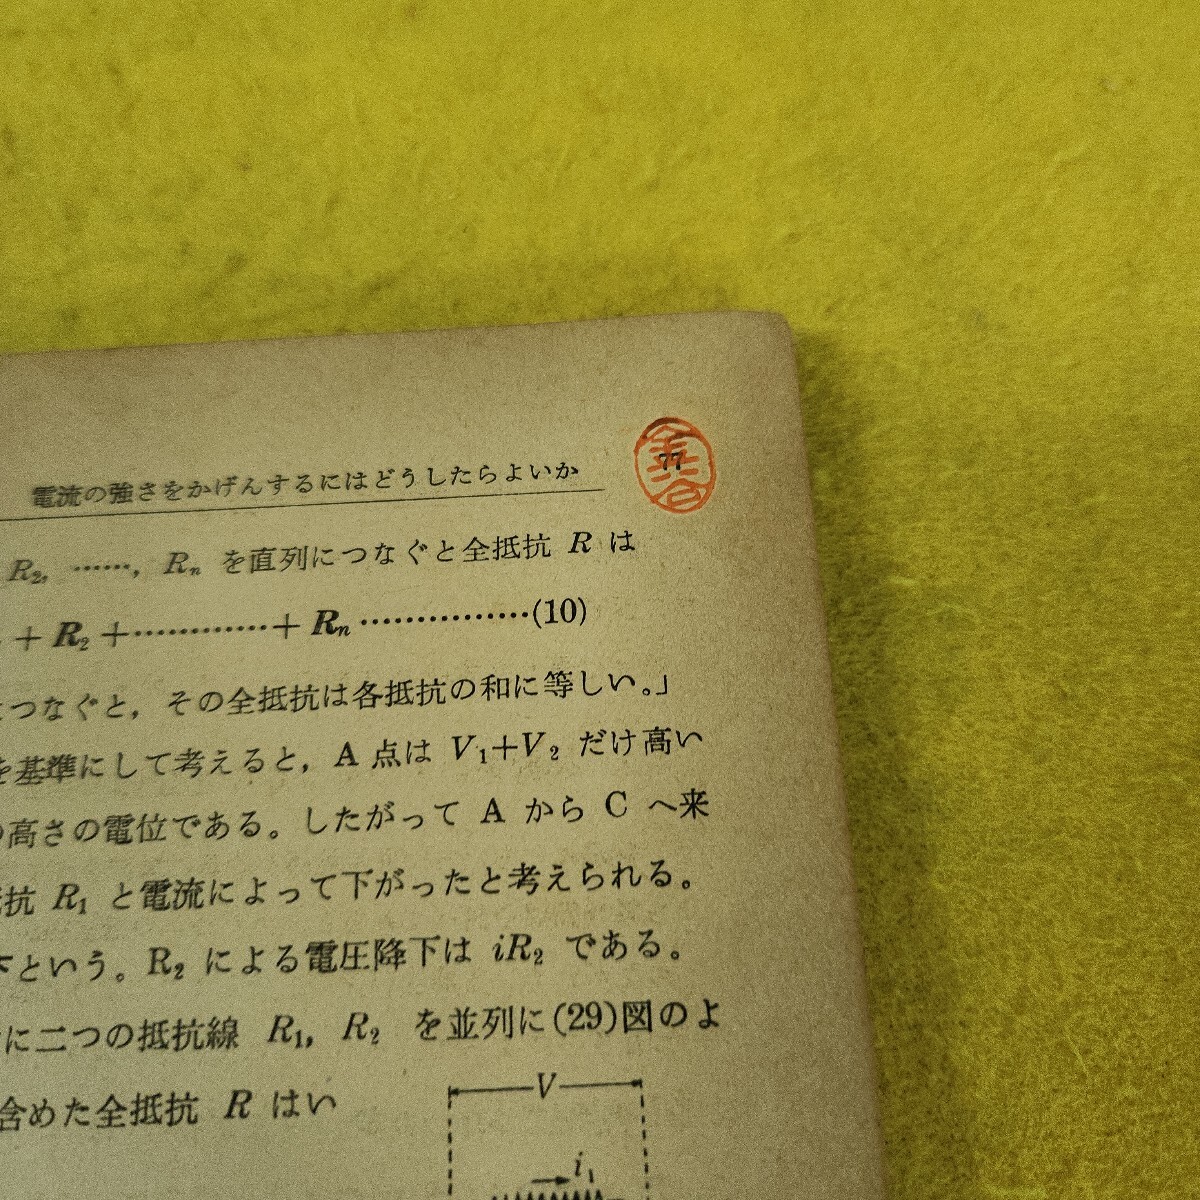 電流の強さをかげんするにはどうしたらよいか 77
R₂, ……, Rₙ を直列につなぐと全抵抗 R は
+ R₂ +…………+ Rₙ ……………(10)
つなぐと，その全抵抗は各抵抗の和に等しい。」
を基準にして考えると，A 点は V₁+V₂ だけ高い
の高さの電位である。したがって A から C へ来
抗 R₁ と電流によって下がったと考えられる。
下という。R₂ による電圧降下は iR₂ である。
に二つの抵抗線 R₁, R₂ を並列に(29)図のよ
含めた全抵抗 R はい
V
i₁